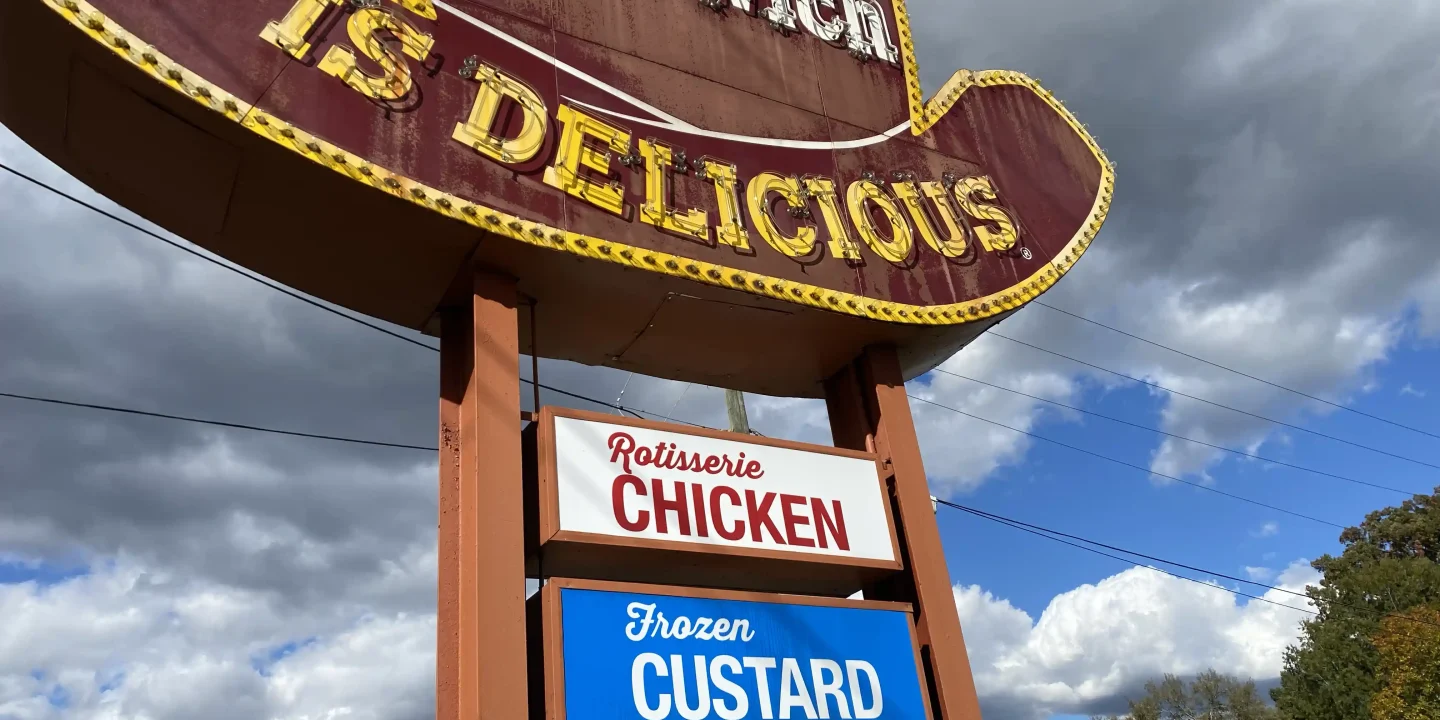 IS DELICIOUS®
Rotisserie
CHICKEN
Frozen
CUSTARD